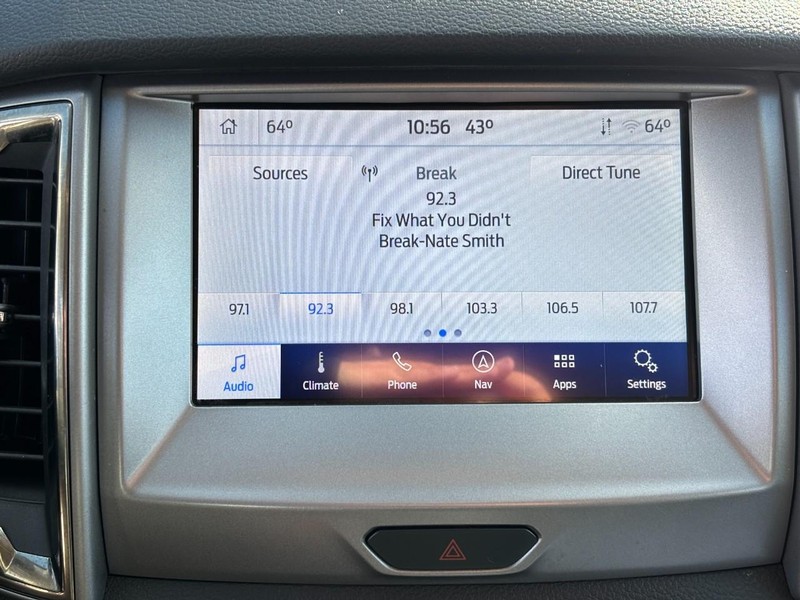 64° 10:56 43° 64°
Sources Break Direct Tune
92.3
Fix What You Didn't
Break-Nate Smith
97.1 92.3 98.1 103.3 106.5 107.7
Audio Climate Phone Nav Apps Settings